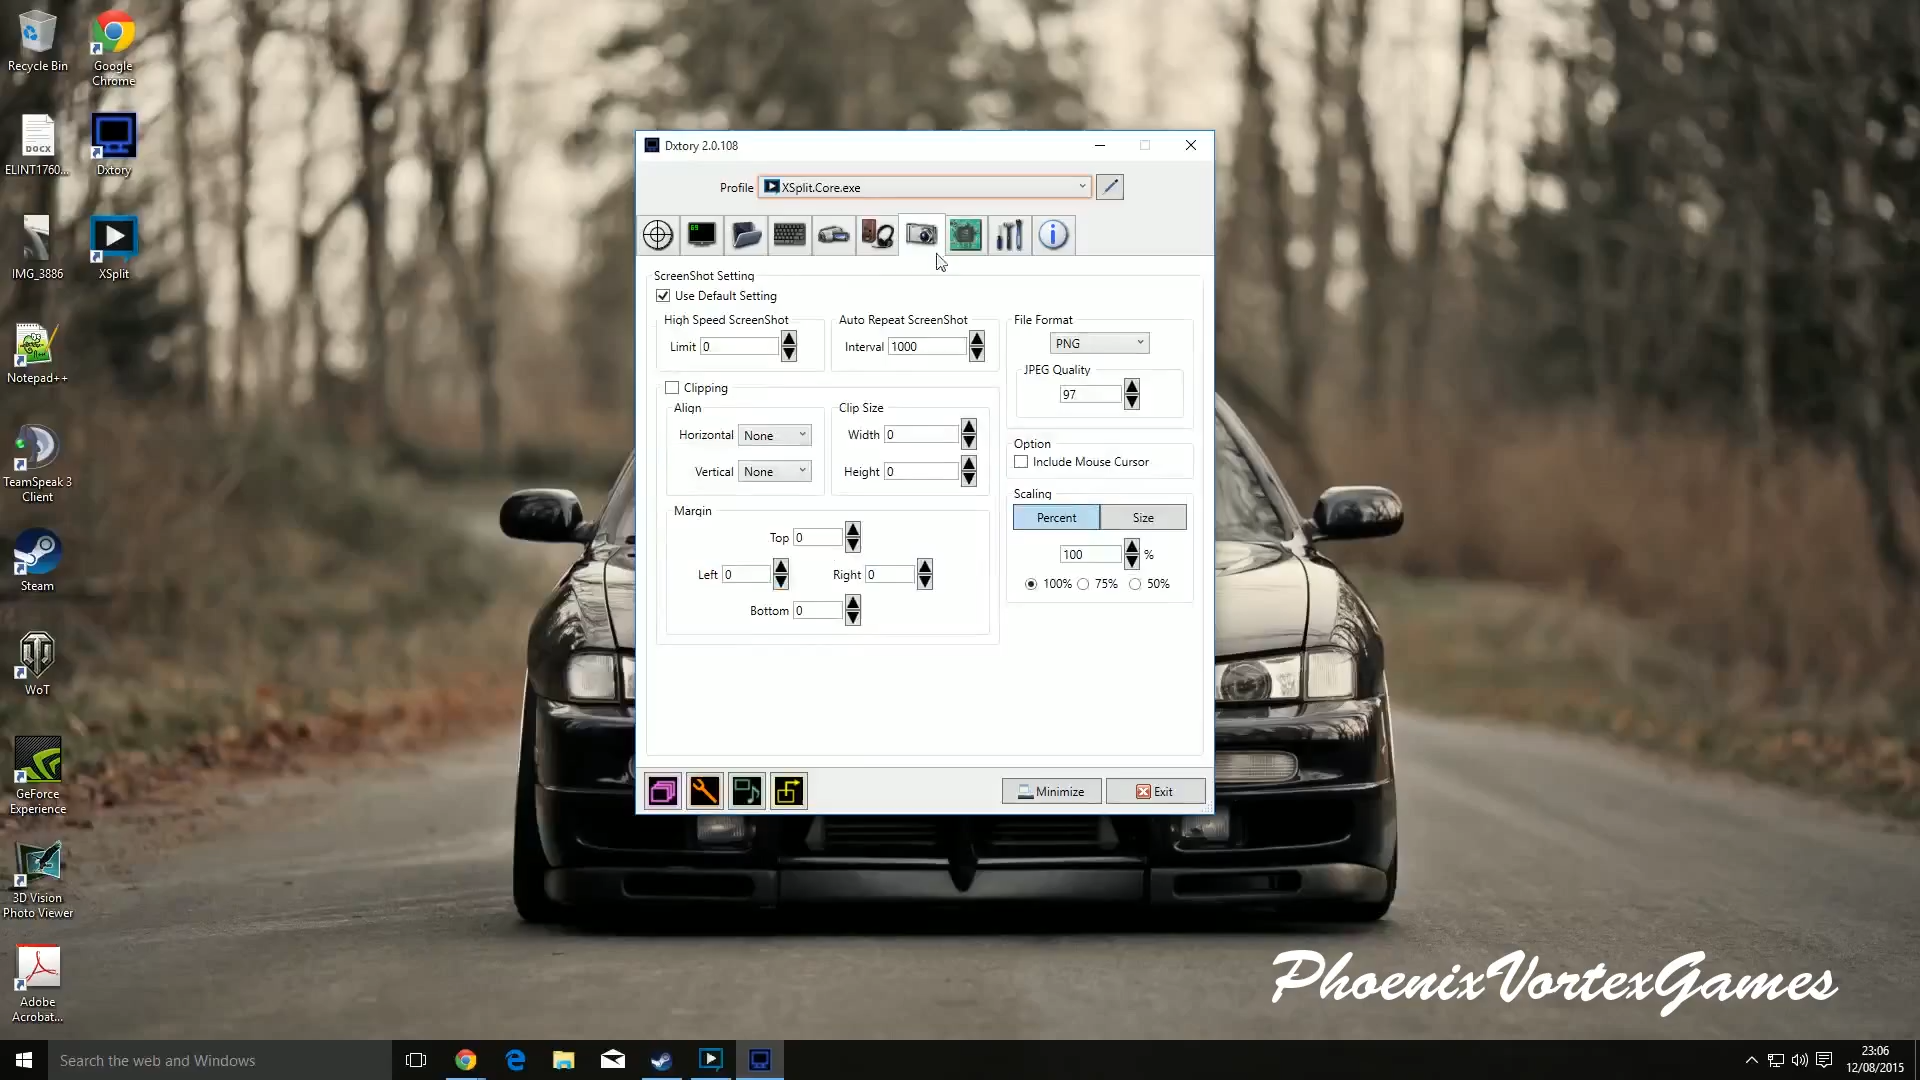 Recycle Bin
Google
Chrome
ELINT1760...
Dxtory
IMG_3886
XSplit
Notepad++
TeamSpeak 3
Client
Steam
WoT
GeForce
Experience
3D Vision
Photo Viewer
Adobe
Acrobat...
DOCX
Dxtory 2.0.108
Profile
XSplit.Core.exe
69
ScreenShot Setting
Use Default Setting
High Speed ScreenShot
Limit 0
Auto Repeat ScreenShot
Interval 1000
File Format
PNG
JPEG Quality
97
Clipping
Align
Horizontal None
Vertical None
Clip Size
Width 0
Height 0
Option
Include Mouse Cursor
Margin
Top 0
Left 0
Right 0
Bottom 0
Scaling
Percent Size
100 %
100% 75% 50%
Minimize
Exit
PhoenixVortexGames
Search the web and Windows
23:06
12/08/2015